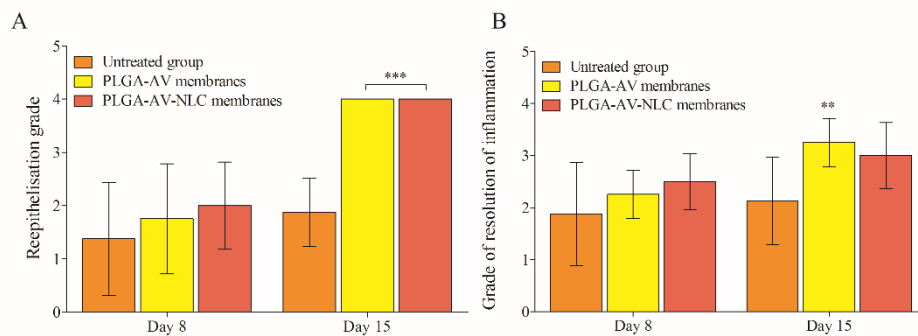 A
Reepithelisation grade
5
4
3
2
1
0
Untreated group
PLGA-AV membranes
PLGA-AV-NLC membranes
***
Day 8
Day 15
B
Grade of resolution of inflammation
5
4
3
2
1
0
Untreated group
PLGA-AV membranes
PLGA-AV-NLC membranes
**
Day 8
Day 15